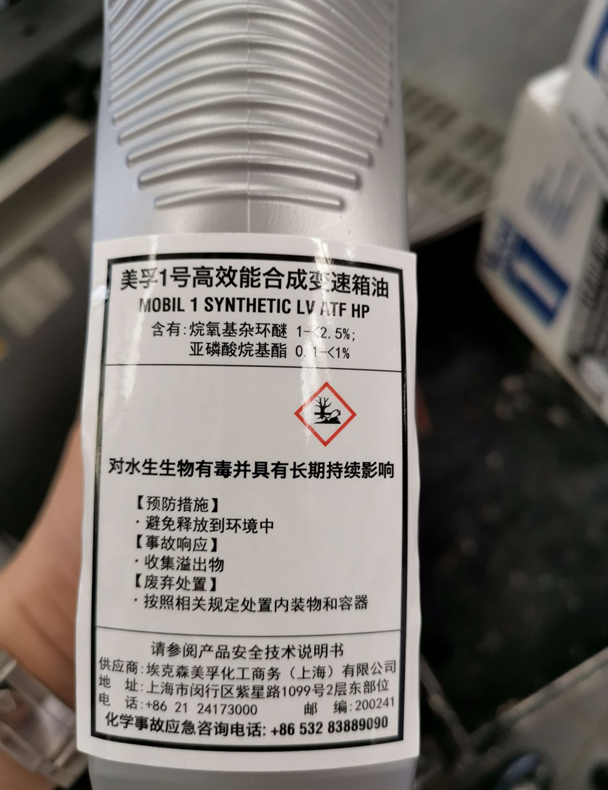 美孚1号高效能合成变速箱油
MOBIL 1 SYNTHETIC LV ATF HP
含有:烷氧基杂环醚 1-<2.5%;
亚磷酸烷基酯 0.1-<1%
对水生生物有毒并具有长期持续影响
【预防措施】
·避免释放到环境中
【事故响应】
·收集溢出物
【废弃处置】
·按照相关规定处置内装物和容器
请参阅产品安全技术说明书
供应商:埃克森美孚化工商务（上海）有限公司
地 址:上海市闵行区紫星路1099号2层东部位
电 话:+86 21 24173000 邮 编:200241
化学事故应急咨询电话: +86 532 83889090